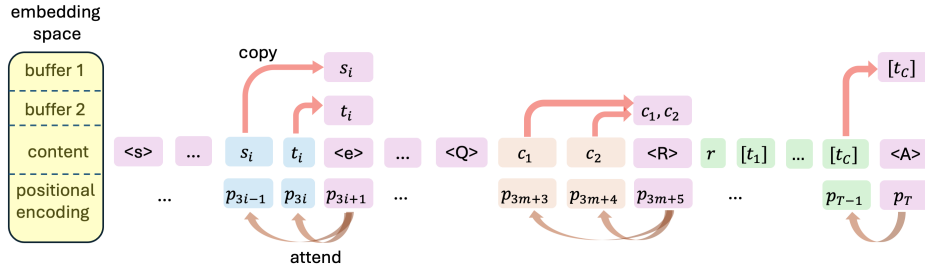 embedding
space
copy
buffer 1
s_i
[t_C]
buffer 2
t_i
c_1, c_2
content
<s>
...
s_i
t_i
<e>
...
<Q>
c_1
c_2
<R>
r
[t_1]
...
[t_C]
<A>
positional
encoding
...
p_{3i-1}
p_{3i}
p_{3i+1}
...
p_{3m+3}
p_{3m+4}
p_{3m+5}
...
p_{T-1}
p_T
attend